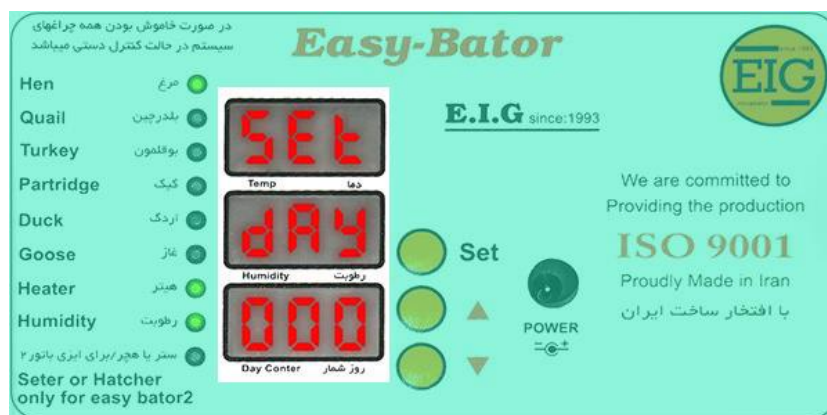 در صورت خاموش بودن همه چراغهای
سیستم در حالت کنترل دستی میباشد
Easy-Bator
EIG
since 1993
E.I.G since:1993
Hen مرغ
Quail بلدرچین
Turkey بوقلمون
Partridge کبک
Duck اردک
Goose غاز
Heater هیتر
Humidity رطوبت
ستر یا هچر/برای ایزی باتور۲
Seter or Hatcher
only for easy bator2
SEt
Temp دما
dAY
Humidity رطوبت
000
Day Conter روز شمار
Set
▲
▼
POWER
We are committed to
Providing the production
ISO 9001
Proudly Made in Iran
با افتخار ساخت ایران